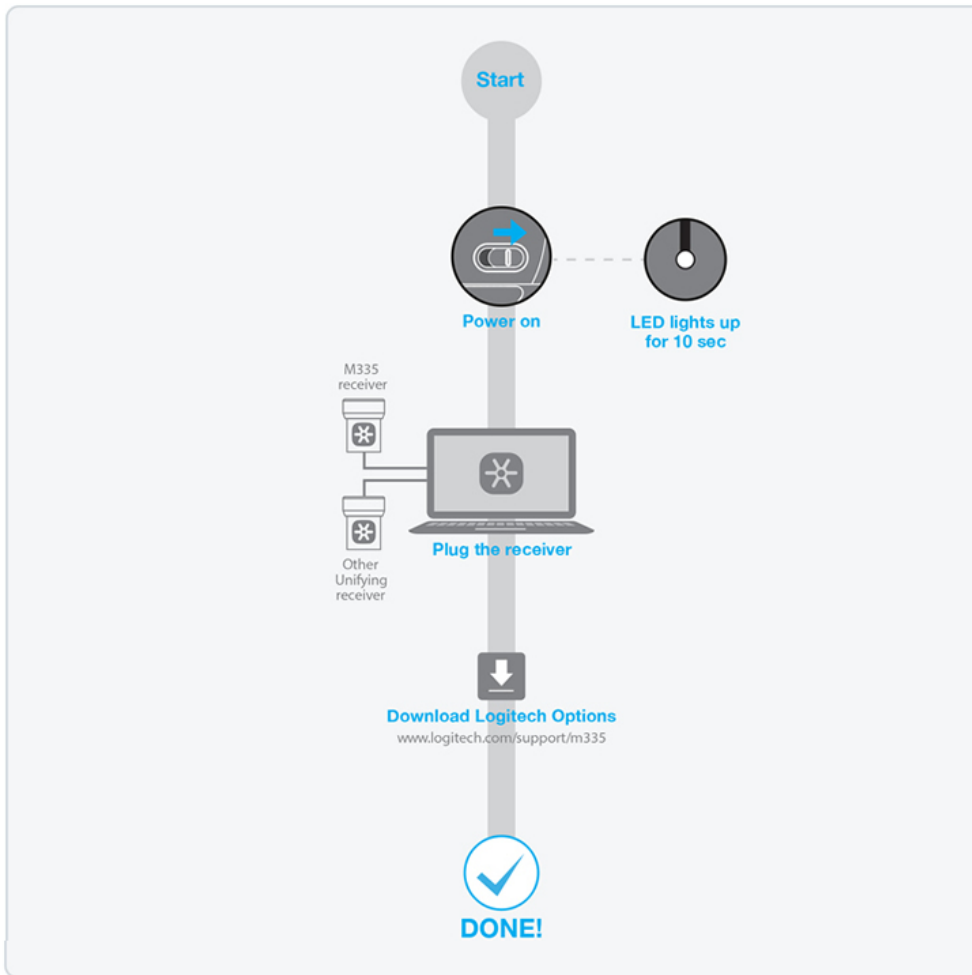 Start
Power on
LED lights up
for 10 sec
M335
receiver
Other
Unifying
receiver
Plug the receiver
Download Logitech Options
www.logitech.com/support/m335
DONE!